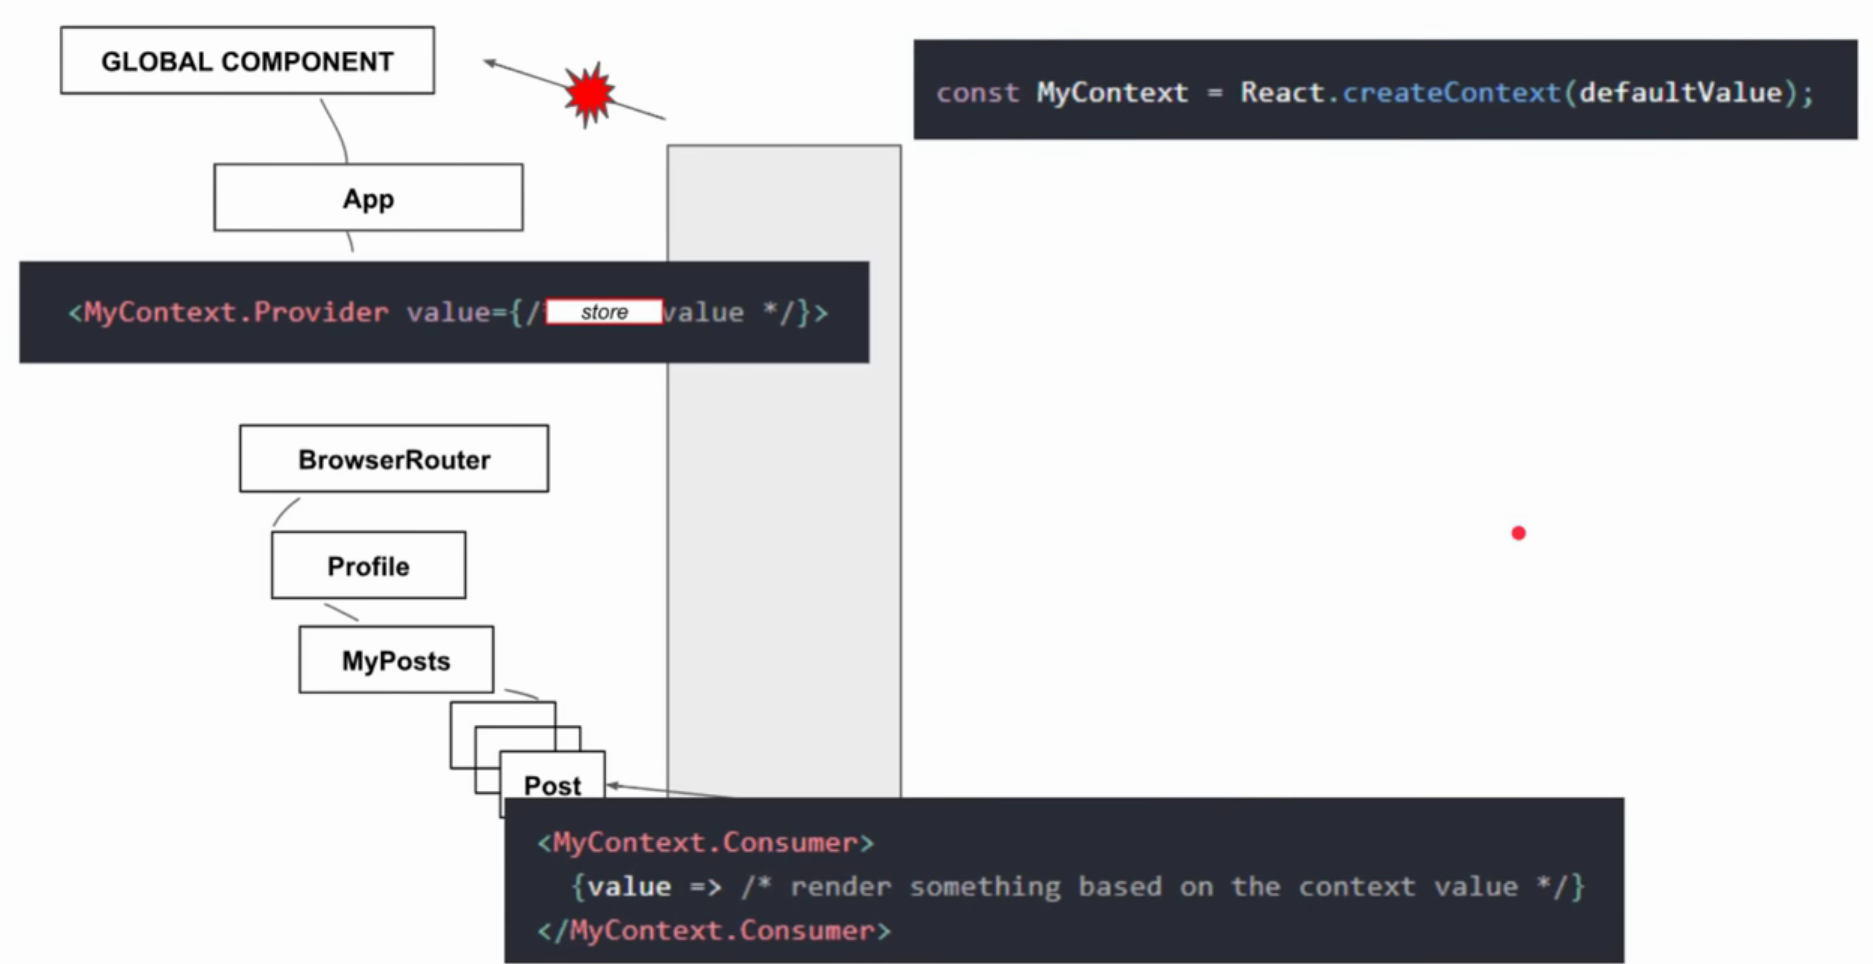 GLOBAL COMPONENT
const MyContext = React.createContext(defaultValue);
App
<MyContext.Provider value={/ store value */}>
BrowserRouter
Profile
MyPosts
Post
<MyContext.Consumer>
{value => /* render something based on the context value */}
</MyContext.Consumer>